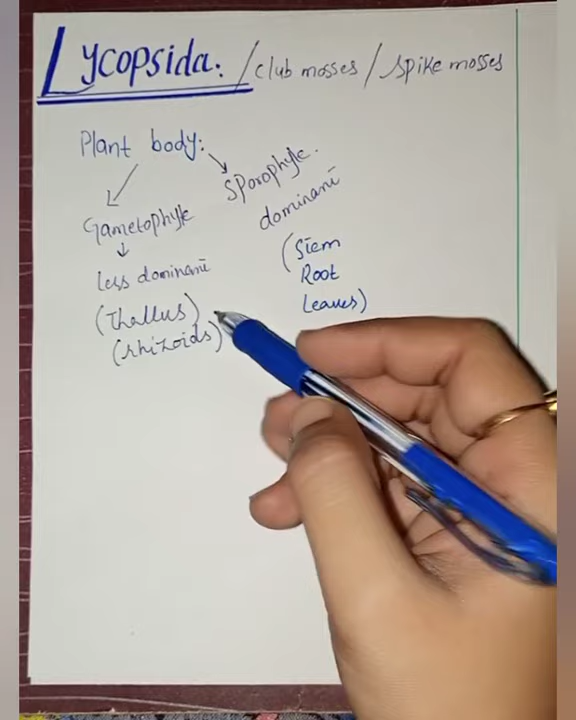 Lycopsida. / club mosses / spike mosses
Plant body:
Gametophyte
less dominant
(Thallus)
(rhizoids)
Sporophyte.
dominant
(Stem
Root
Leaves)